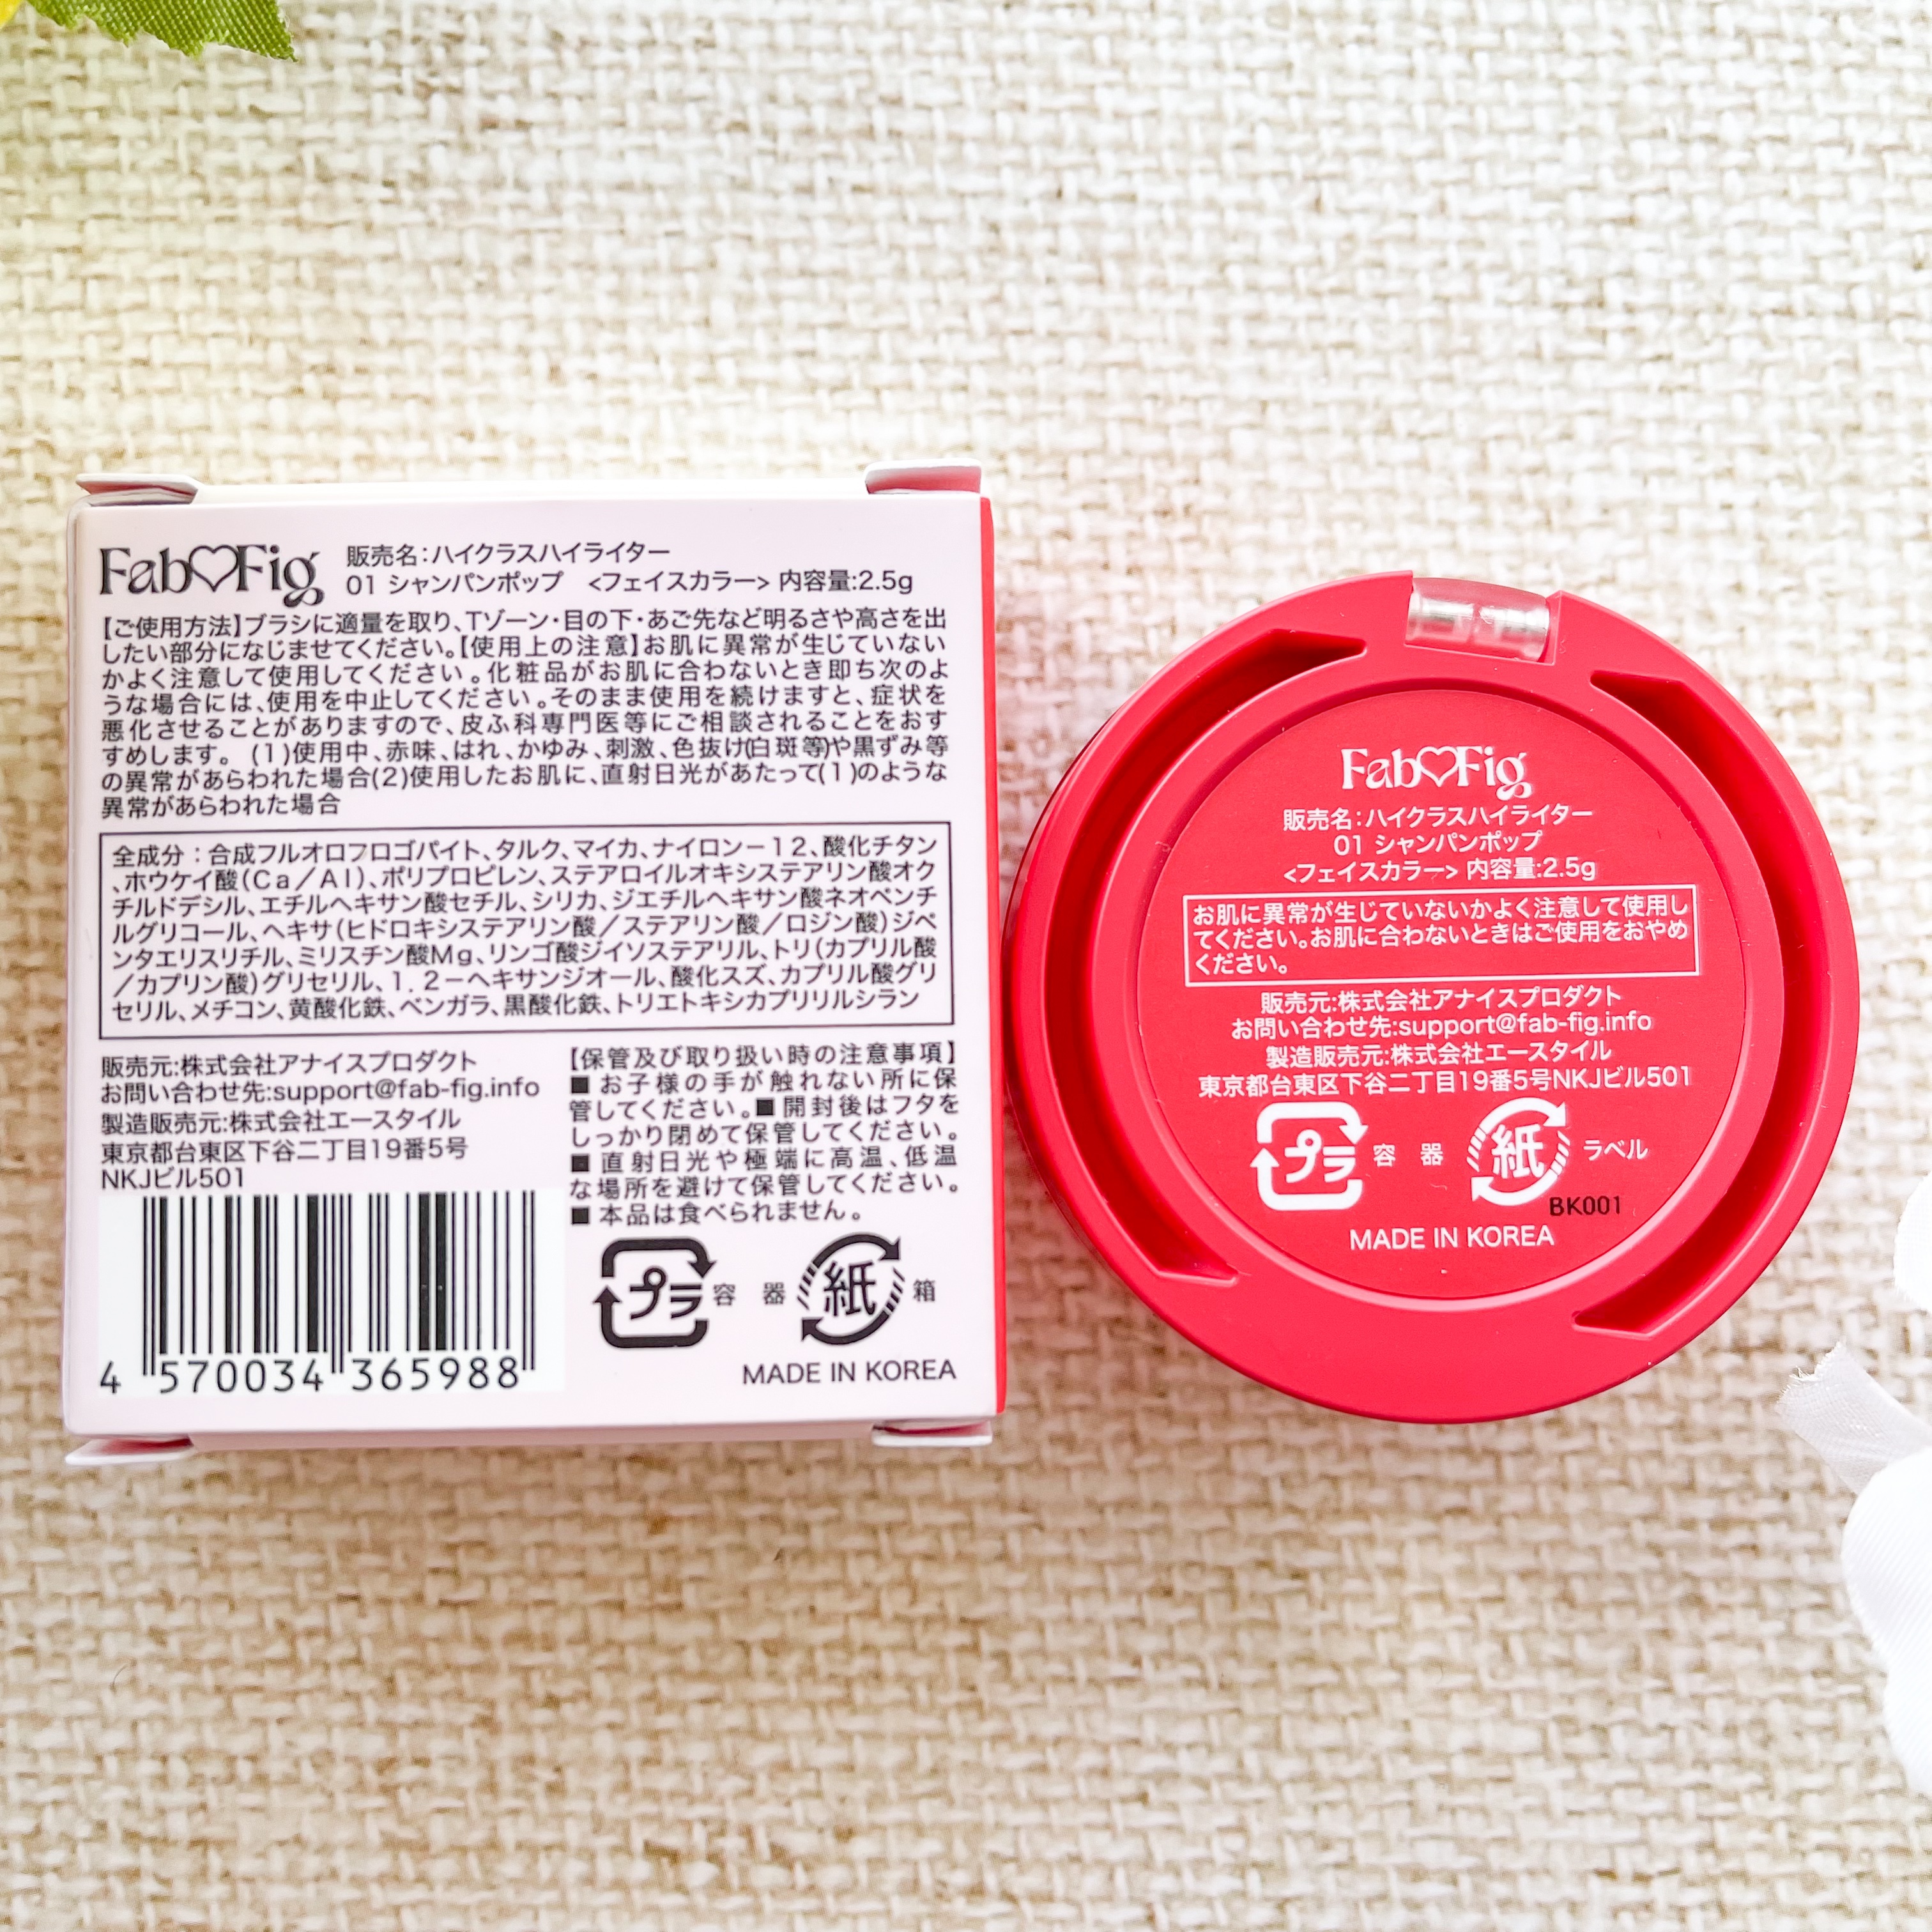 Fab♡Fig
販売名：ハイクラスハイライター
01 シャンパンポップ <フェイスカラー> 内容量:2.5g
【ご使用方法】ブラシに適量を取り、Tゾーン・目の下・あご先など明るさや高さを出
したい部分になじませてください。【使用上の注意】お肌に異常が生じていない
かよく注意して使用してください。化粧品がお肌に合わないとき即ち次のよ
うな場合には、使用を中止してください。そのまま使用を続けますと、症状を
悪化させることがありますので、皮ふ科専門医等にご相談されることをおす
すめします。 (1)使用中、赤味、はれ、かゆみ、刺激、色抜け(白斑等)や黒ずみ等
の異常があらわれた場合(2)使用したお肌に、直射日光があたって(1)のような
異常があらわれた場合
全成分：合成フルオロフロゴパイト、タルク、マイカ、ナイロン－12、酸化チタン
、ホウケイ酸（Ca／Al）、ポリプロピレン、ステアロイルオキシステアリン酸オク
チルドデシル、エチルヘキサン酸セチル、シリカ、ジエチルヘキサン酸ネオペンチ
ルグリコール、ヘキサ（ヒドロキシステアリン酸／ステアリン酸／ロジン酸）ジペ
ンタエリスリチル、ミリスチン酸Mg、リンゴ酸ジイソステアリル、トリ（カプリル酸
／カプリン酸）グリセリル、1，2－ヘキサンジオール、酸化スズ、カプリル酸グリ
セリル、メチコン、黄酸化鉄、ベンガラ、黒酸化鉄、トリエトキシカプリリルシラン
販売元:株式会社アナイスプロダクト
お問い合わせ先:support@fab-fig.info
製造販売元:株式会社エースタイル
東京都台東区下谷二丁目19番5号
NKJビル501
4 570034 365988
【保管及び取り扱い時の注意事項】
■お子様の手が触れない所に保
管してください。■開封後はフタを
しっかり閉めて保管してください。
■直射日光や極端に高温、低温
な場所を避けて保管してください。
■本品は食べられません。
プラ 容器 紙 箱
MADE IN KOREA
Fab♡Fig
販売名：ハイクラスハイライター
01 シャンパンポップ
<フェイスカラー> 内容量:2.5g
お肌に異常が生じていないかよく注意して使用し
てください。お肌に合わないときはご使用をおやめ
ください。
販売元:株式会社アナイスプロダクト
お問い合わせ先:support@fab-fig.info
製造販売元:株式会社エースタイル
東京都台東区下谷二丁目19番5号NKJビル501
プラ 容器 紙 ラベル
BK001
MADE IN KOREA